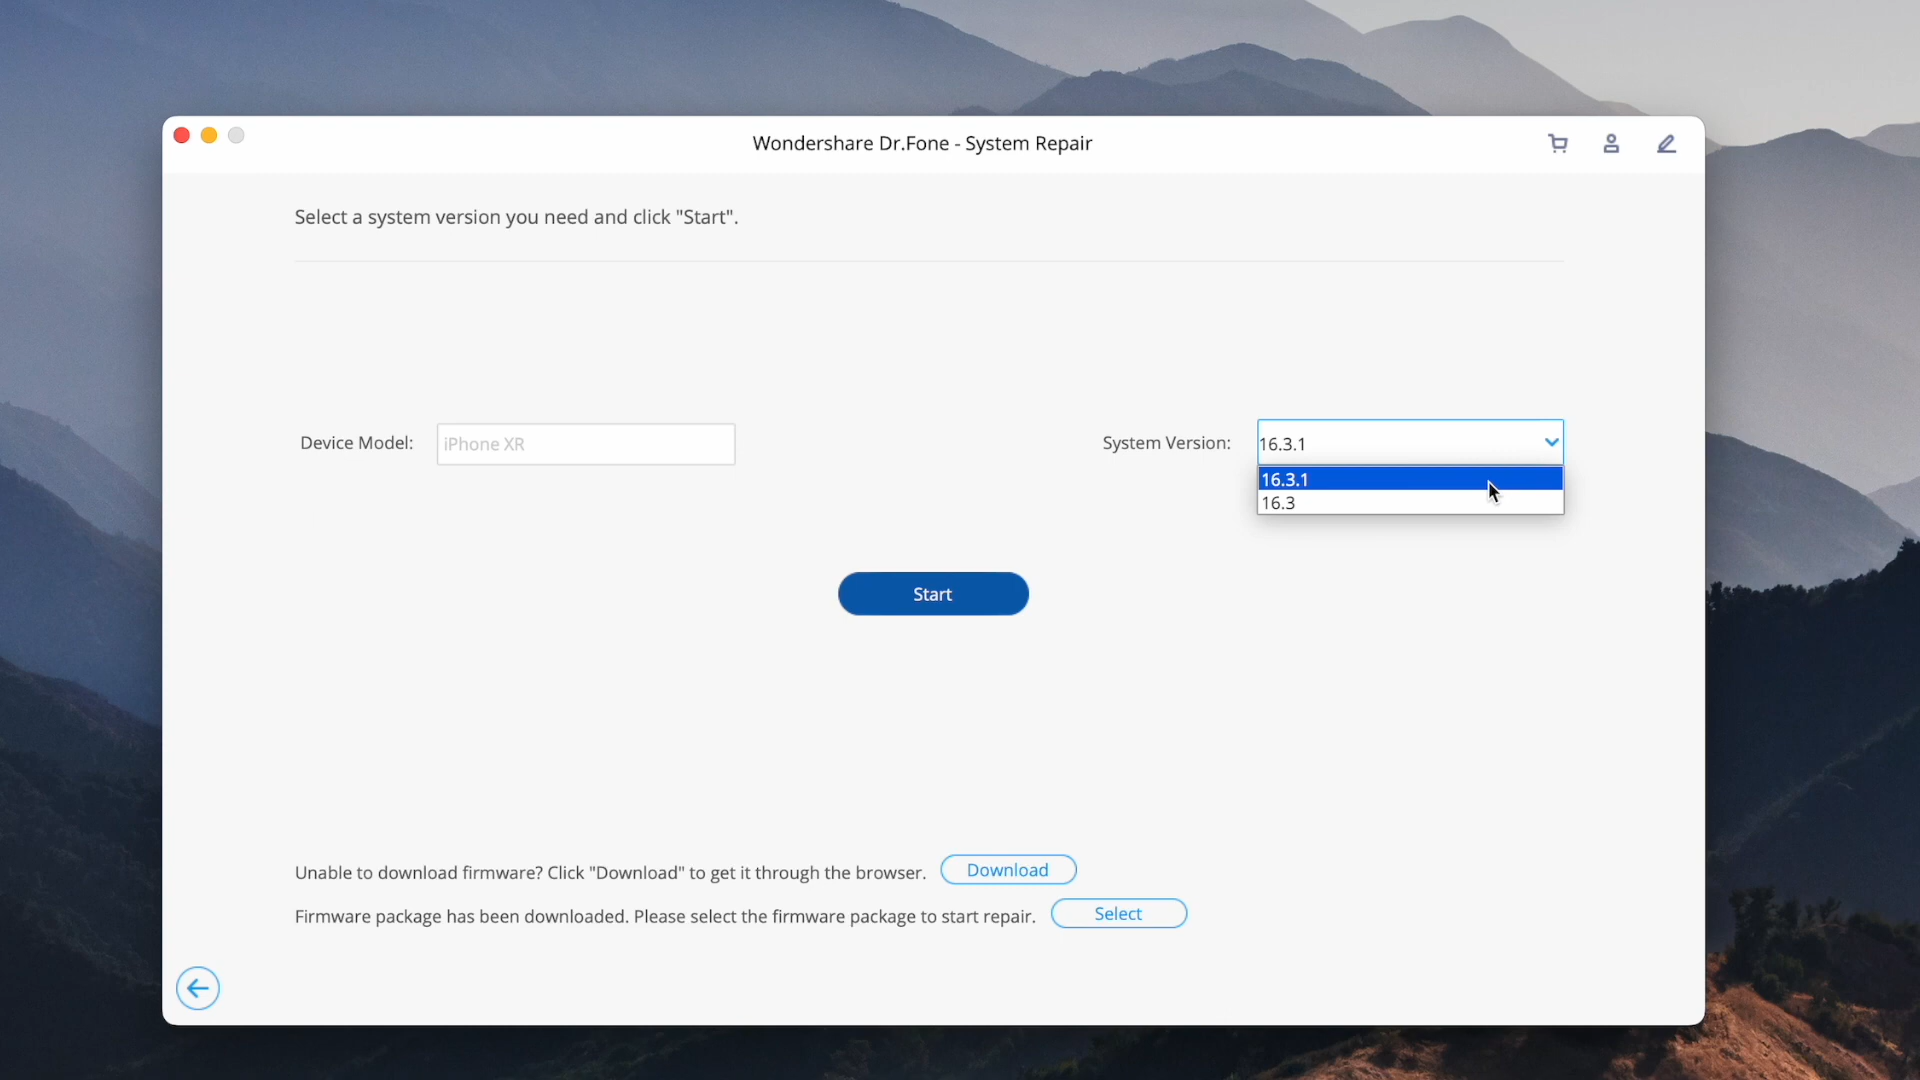 Wondershare Dr.Fone - System Repair
Select a system version you need and click "Start".
Device Model: iPhone XR System Version: 16.3.1
16.3.1
16.3
Start
Unable to download firmware? Click "Download" to get it through the browser. Download
Firmware package has been downloaded. Please select the firmware package to start repair. Select